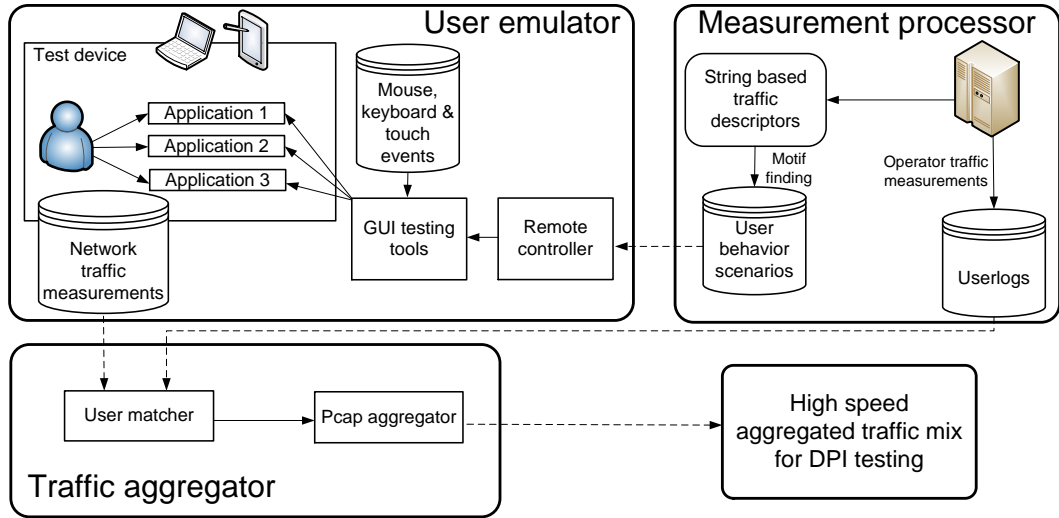 User emulator
Test device
Application 1
Application 2
Application 3
Mouse,
keyboard &
touch
events
Network
traffic
measurements
GUI testing
tools
Remote
controller
Measurement processor
String based
traffic
descriptors
Motif
finding
Operator traffic
measurements
User
behavior
scenarios
Userlogs
User matcher
Pcap aggregator
Traffic aggregator
High speed
aggregated traffic mix
for DPI testing